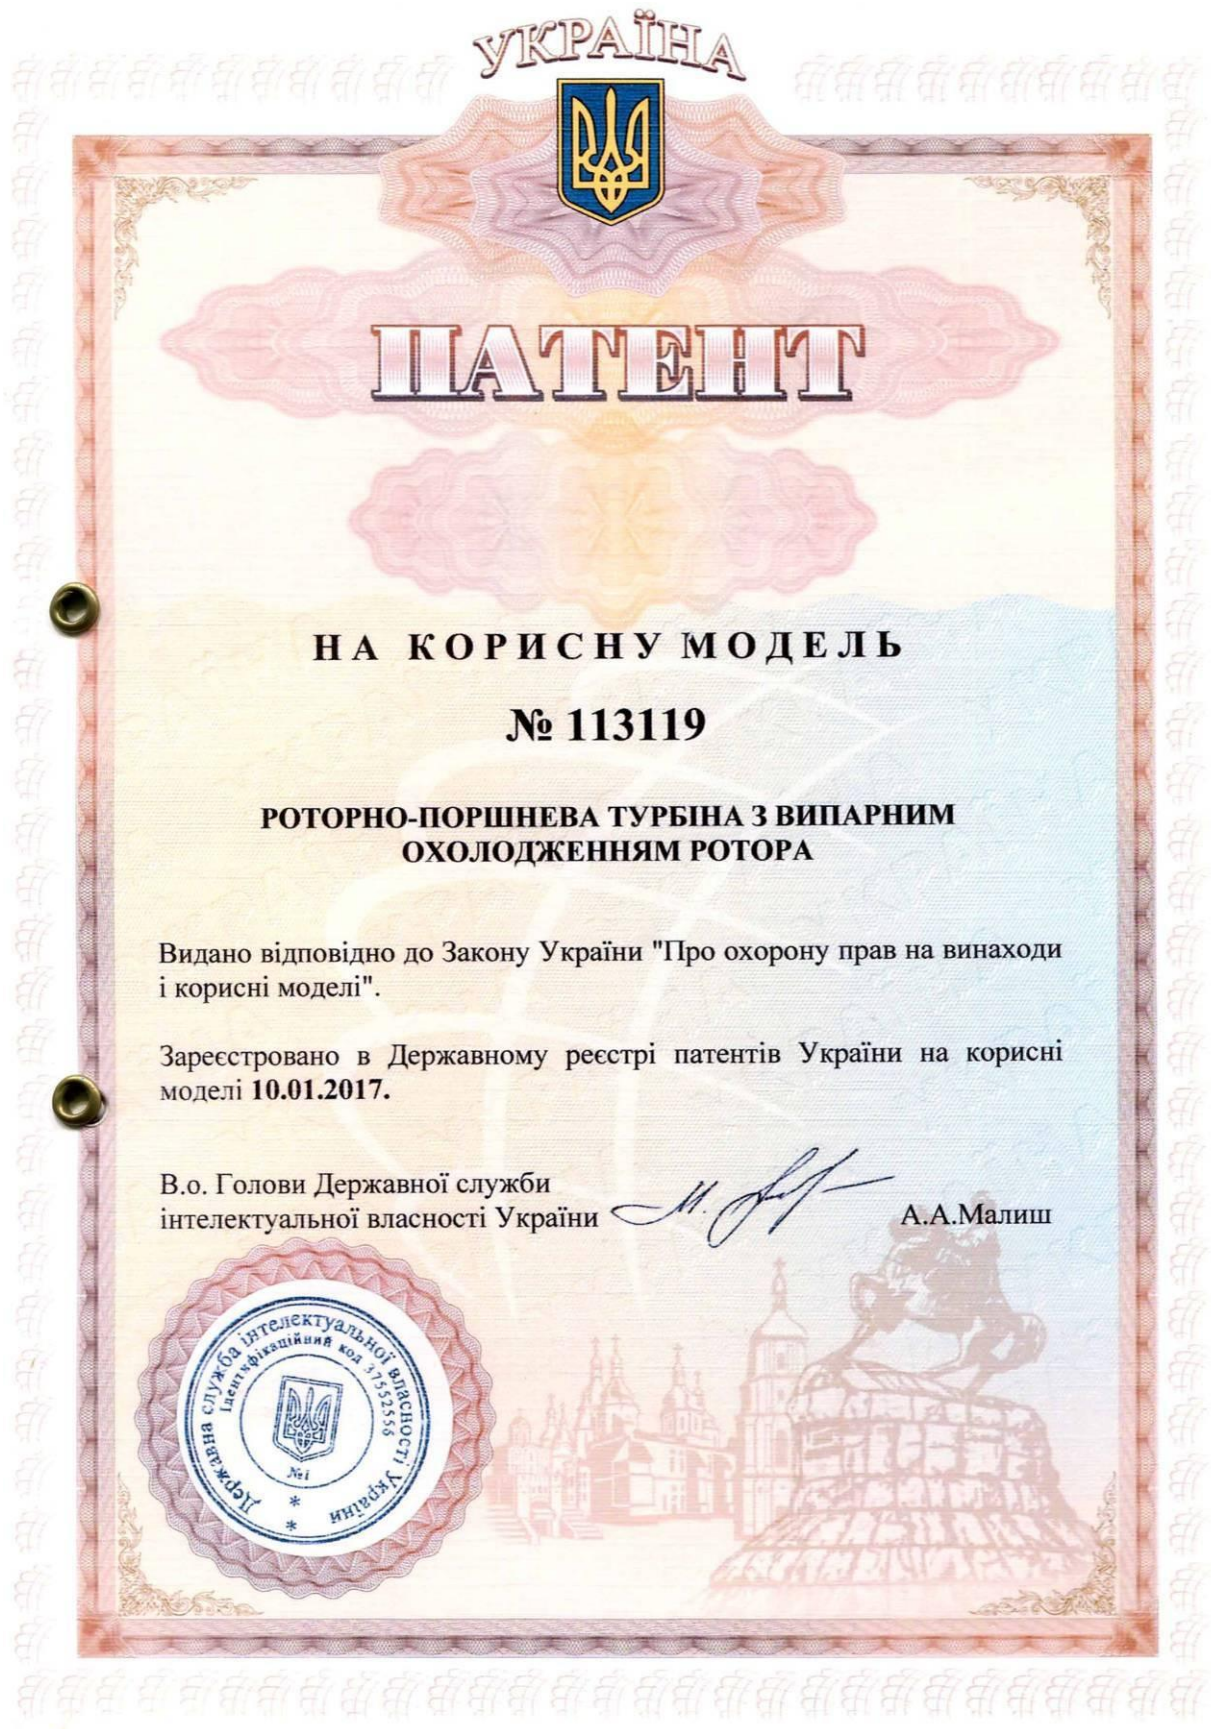 УКРАЇНА
ПАТЕНТ
НА КОРИСНУ МОДЕЛЬ
№ 113119
РОТОРНО-ПОРШНЕВА ТУРБІНА З ВИПАРНИМ
ОХОЛОДЖЕННЯМ РОТОРА
Видано відповідно до Закону України "Про охорону прав на винаходи
і корисні моделі".
Зареєстровано в Державному реєстрі патентів України на корисні
моделі 10.01.2017.
В.о. Голови Державної служби
інтелектуальної власності України
А.А.Малиш
Державна служба інтелектуальної власності України
Ідентифікаційний код 37552556
№1